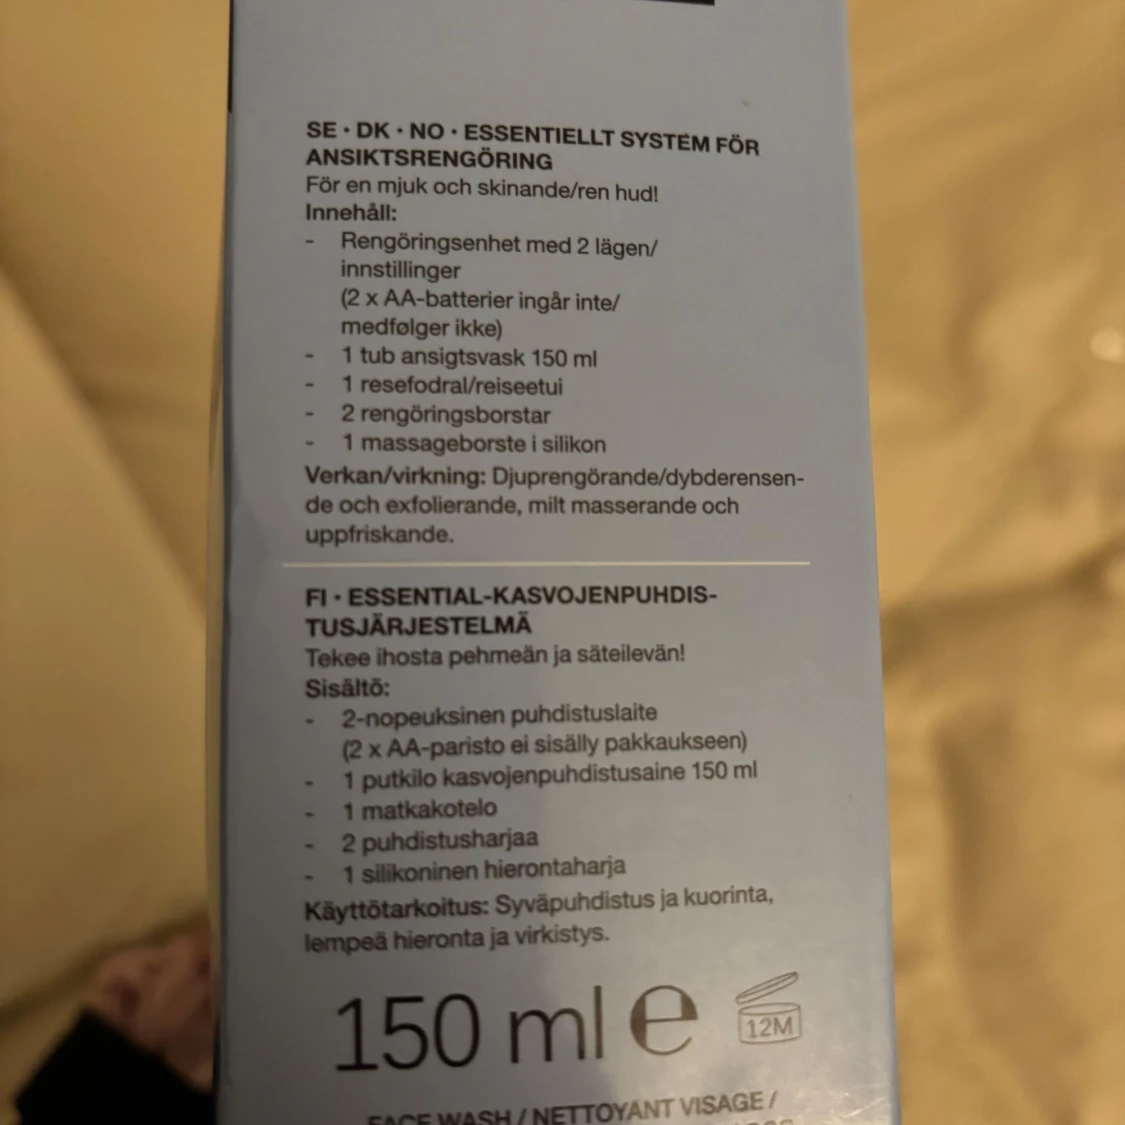 SE · DK · NO · ESSENTIELLT SYSTEM FÖR
ANSIKTSRENGÖRING
För en mjuk och skinande/ren hud!
Innehåll:
- Rengöringsenhet med 2 lägen/
innstillinger
(2 x AA-batterier ingår inte/
medfølger ikke)
- 1 tub ansigtsvask 150 ml
- 1 resefodral/reiseetui
- 2 rengöringsborstar
- 1 massageborste i silikon
Verkan/virkning: Djuprengörande/dybderensen-
de och exfolierande, milt masserande och
uppfriskande.
FI · ESSENTIAL-KASVOJENPUHDIS-
TUSJÄRJESTELMÄ
Tekee ihosta pehmeän ja säteilevän!
Sisältö:
- 2-nopeuksinen puhdistuslaite
(2 x AA-paristo ei sisälly pakkaukseen)
- 1 putkilo kasvojenpuhdistusaine 150 ml
- 1 matkakotelo
- 2 puhdistusharjaa
- 1 silikoninen hierontaharja
Käyttötarkoitus: Syväpuhdistus ja kuorinta,
lempeä hieronta ja virkistys.
150 ml e 12M
FACE WASH / NETTOYANT VISAGE /